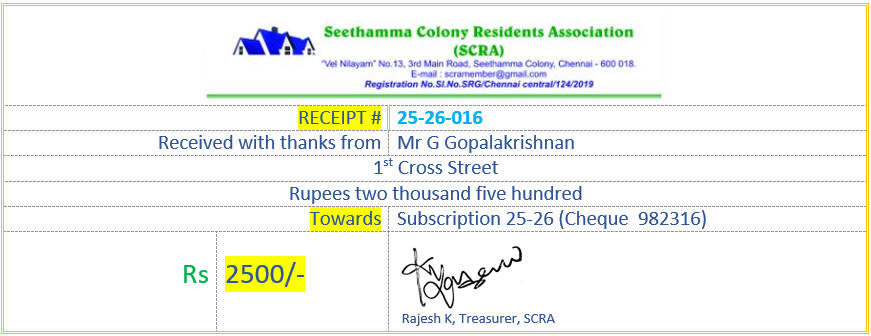 Seethamma Colony Residents Association
(SCRA)
"Vel Nilayam" No.13, 3rd Main Road, Seethamma Colony, Chennai - 600 018.
E-mail : scramember@gmail.com
Registration No.Sl.No.SRG/Chennai central/124/2019
RECEIPT # 25-26-016
Received with thanks from Mr G Gopalakrishnan
1st Cross Street
Rupees two thousand five hundred
Towards Subscription 25-26 (Cheque 982316)
Rs 2500/-
Rajesh K, Treasurer, SCRA